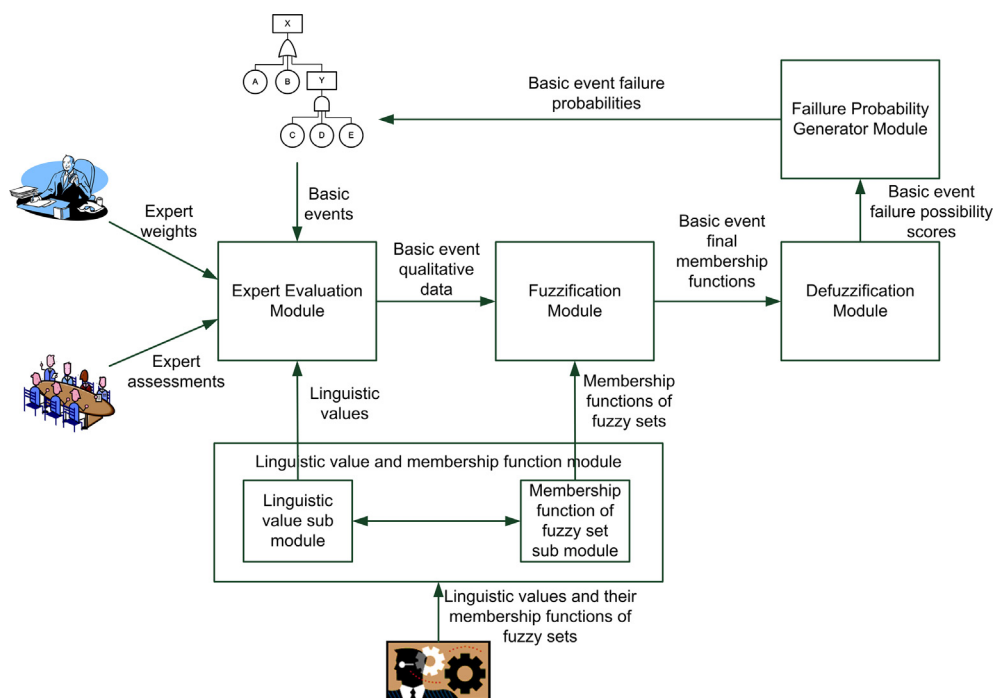 X
A
B
Y
C
D
E
Basic event failure
probabilities
Faillure Probability
Generator Module
Basic
events
Basic event
failure possibility
scores
Expert
weights
Expert Evaluation
Module
Basic event
qualitative
data
Fuzzification
Module
Basic event
final
membership
functions
Defuzzification
Module
Expert
assessments
Linguistic
values
Membership
functions of
fuzzy sets
Linguistic value and membership function module
Linguistic
value sub
module
Membership
function of
fuzzy set
sub module
Linguistic values and their
membership functions of
fuzzy sets